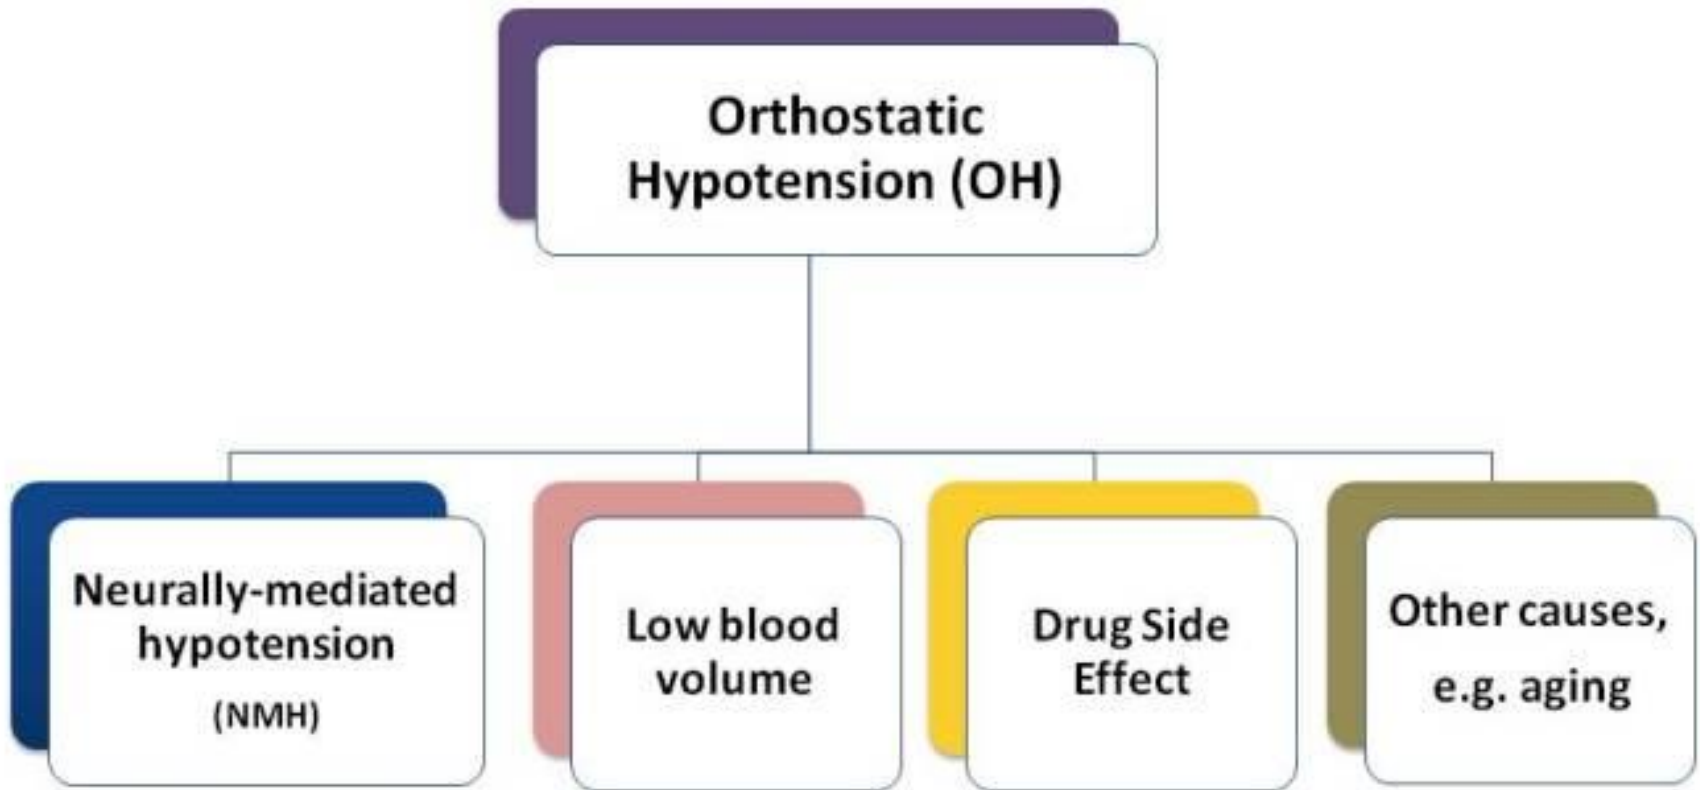 Orthostatic
Hypotension (OH)
Neurally-mediated
hypotension
(NMH)
Low blood
volume
Drug Side
Effect
Other causes,
e.g. aging